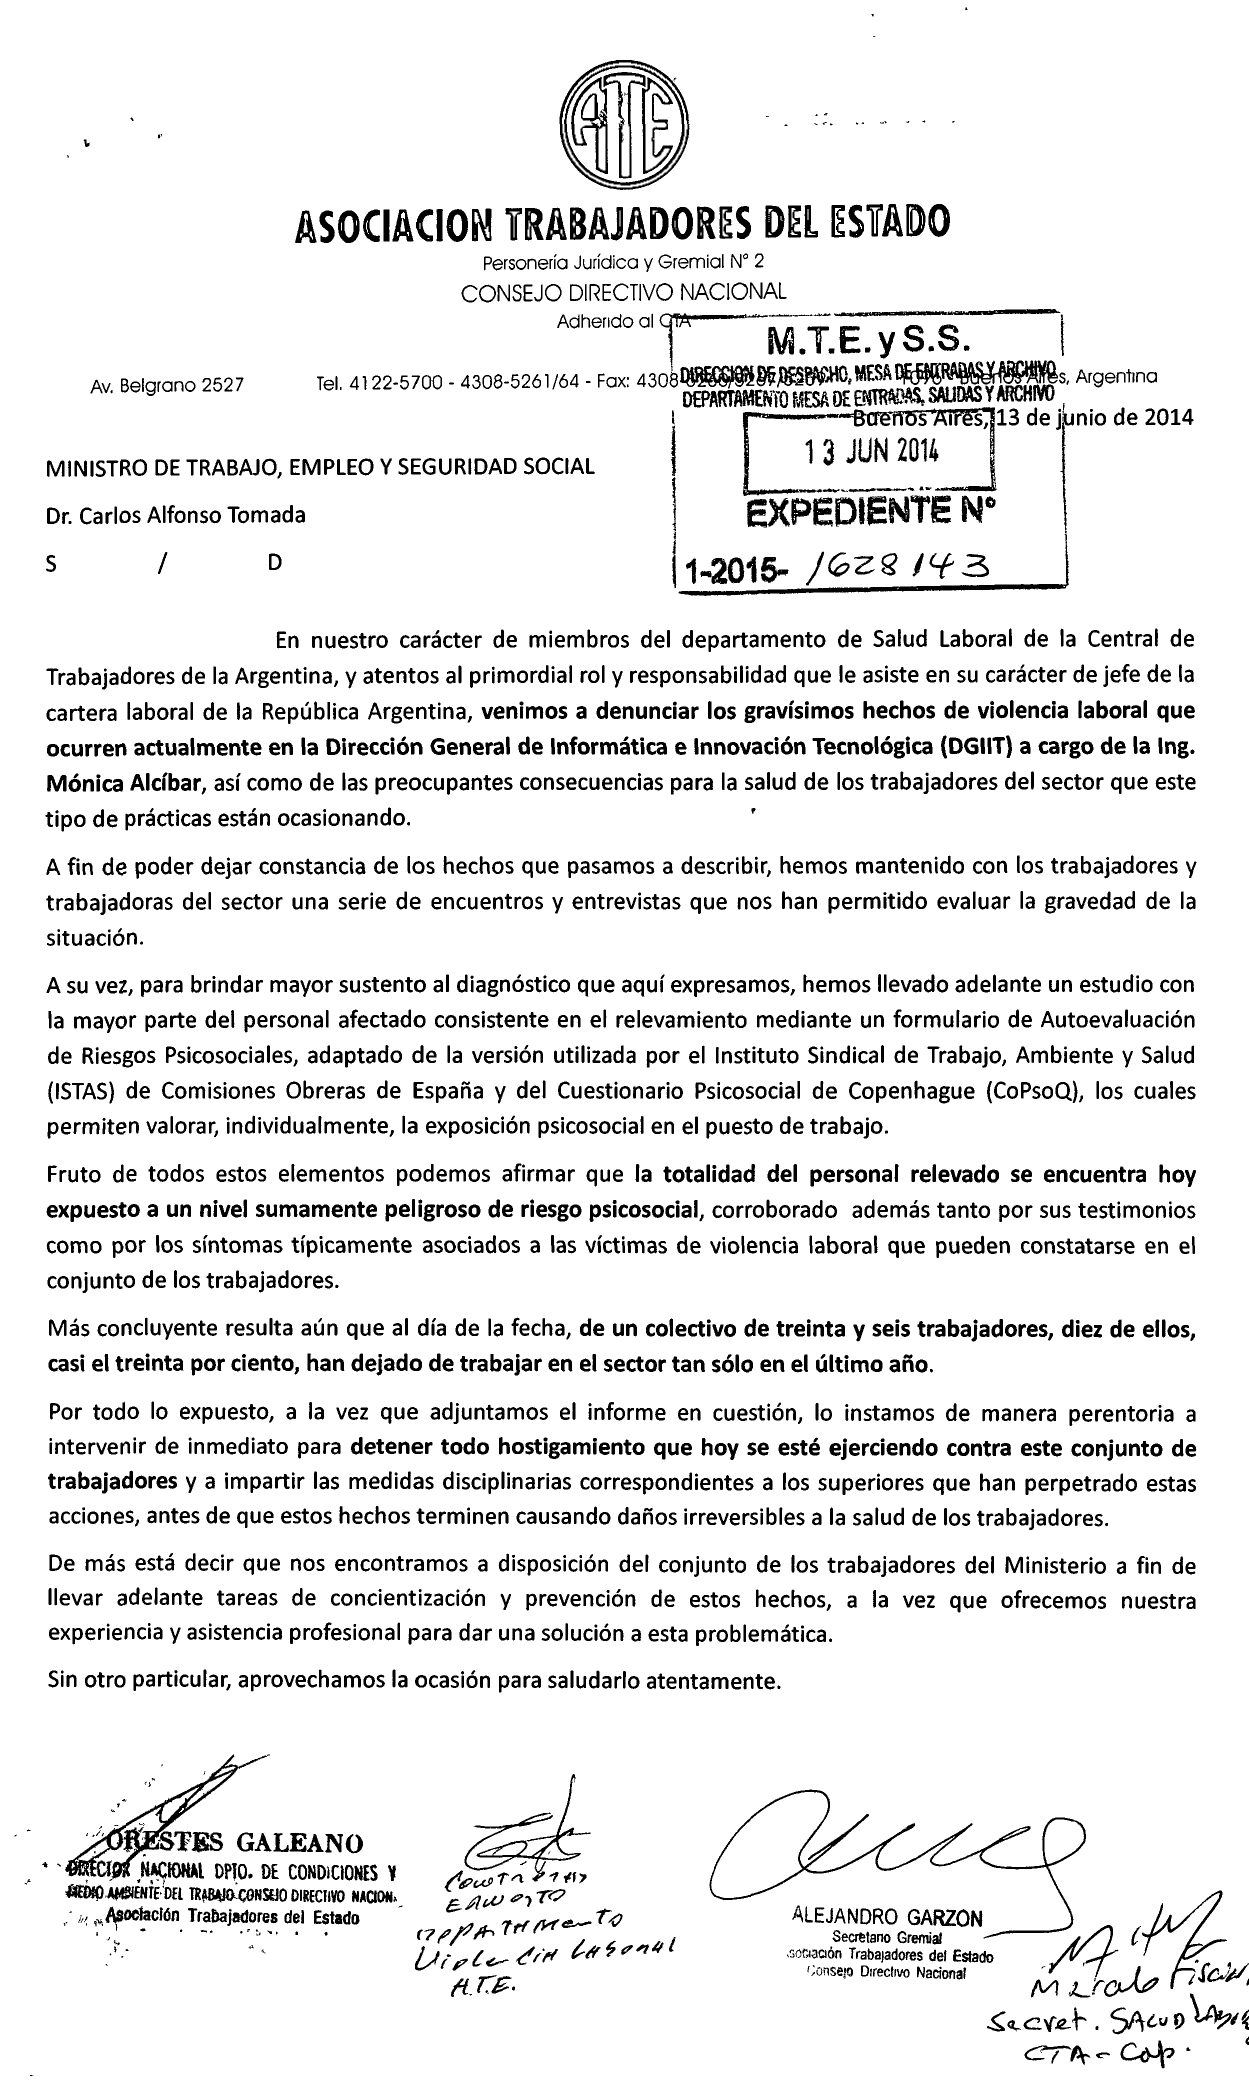 ATE
ASOCIACION TRABAJADORES DEL ESTADO
Personería Jurídica y Gremial N° 2
CONSEJO DIRECTIVO NACIONAL
Adherido al CTA
M.T.E. y S.S.
DIRECCION DE DESPACHO, MESA DE ENTRADAS Y ARCHIVO
DEPARTAMENTO MESA DE ENTRADAS, SALIDAS Y ARCHIVO
13 JUN 2014
EXPEDIENTE N°
1-2015- 1628143
Av. Belgrano 2527 Tel. 4122-5700 - 4308-5261/64 - Fax: 4308- Buenos Aires, Argentina
Buenos Aires, 13 de junio de 2014
MINISTRO DE TRABAJO, EMPLEO Y SEGURIDAD SOCIAL
Dr. Carlos Alfonso Tomada
S / D
En nuestro carácter de miembros del departamento de Salud Laboral de la Central de
Trabajadores de la Argentina, y atentos al primordial rol y responsabilidad que le asiste en su carácter de jefe de la
cartera laboral de la República Argentina, venimos a denunciar los gravísimos hechos de violencia laboral que
ocurren actualmente en la Dirección General de Informática e Innovación Tecnológica (DGIIT) a cargo de la Ing.
Mónica Alcíbar, así como de las preocupantes consecuencias para la salud de los trabajadores del sector que este
tipo de prácticas están ocasionando.
A fin de poder dejar constancia de los hechos que pasamos a describir, hemos mantenido con los trabajadores y
trabajadoras del sector una serie de encuentros y entrevistas que nos han permitido evaluar la gravedad de la
situación.
A su vez, para brindar mayor sustento al diagnóstico que aquí expresamos, hemos llevado adelante un estudio con
la mayor parte del personal afectado consistente en el relevamiento mediante un formulario de Autoevaluación
de Riesgos Psicosociales, adaptado de la versión utilizada por el Instituto Sindical de Trabajo, Ambiente y Salud
(ISTAS) de Comisiones Obreras de España y del Cuestionario Psicosocial de Copenhague (CoPsoQ), los cuales
permiten valorar, individualmente, la exposición psicosocial en el puesto de trabajo.
Fruto de todos estos elementos podemos afirmar que la totalidad del personal relevado se encuentra hoy
expuesto a un nivel sumamente peligroso de riesgo psicosocial, corroborado además tanto por sus testimonios
como por los síntomas típicamente asociados a las víctimas de violencia laboral que pueden constatarse en el
conjunto de los trabajadores.
Más concluyente resulta aún que al día de la fecha, de un colectivo de treinta y seis trabajadores, diez de ellos,
casi el treinta por ciento, han dejado de trabajar en el sector tan sólo en el último año.
Por todo lo expuesto, a la vez que adjuntamos el informe en cuestión, lo instamos de manera perentoria a
intervenir de inmediato para detener todo hostigamiento que hoy se esté ejerciendo contra este conjunto de
trabajadores y a impartir las medidas disciplinarias correspondientes a los superiores que han perpetrado estas
acciones, antes de que estos hechos terminen causando daños irreversibles a la salud de los trabajadores.
De más está decir que nos encontramos a disposición del conjunto de los trabajadores del Ministerio a fin de
llevar adelante tareas de concientización y prevención de estos hechos, a la vez que ofrecemos nuestra
experiencia y asistencia profesional para dar una solución a esta problemática.
Sin otro particular, aprovechamos la ocasión para saludarlo atentamente.
ORESTES GALEANO
DIRECTOR NACIONAL DPTO. DE CONDICIONES Y
MEDIO AMBIENTE DEL TRABAJO CONSEJO DIRECTIVO NACION.
Asociación Trabajadores del Estado
Violencia Laboral
A.T.E.
ALEJANDRO GARZON
Secretario Gremial
sociación Trabajadores del Estado
Consejo Directivo Nacional
Secret. SALUD
CTA - Cap.